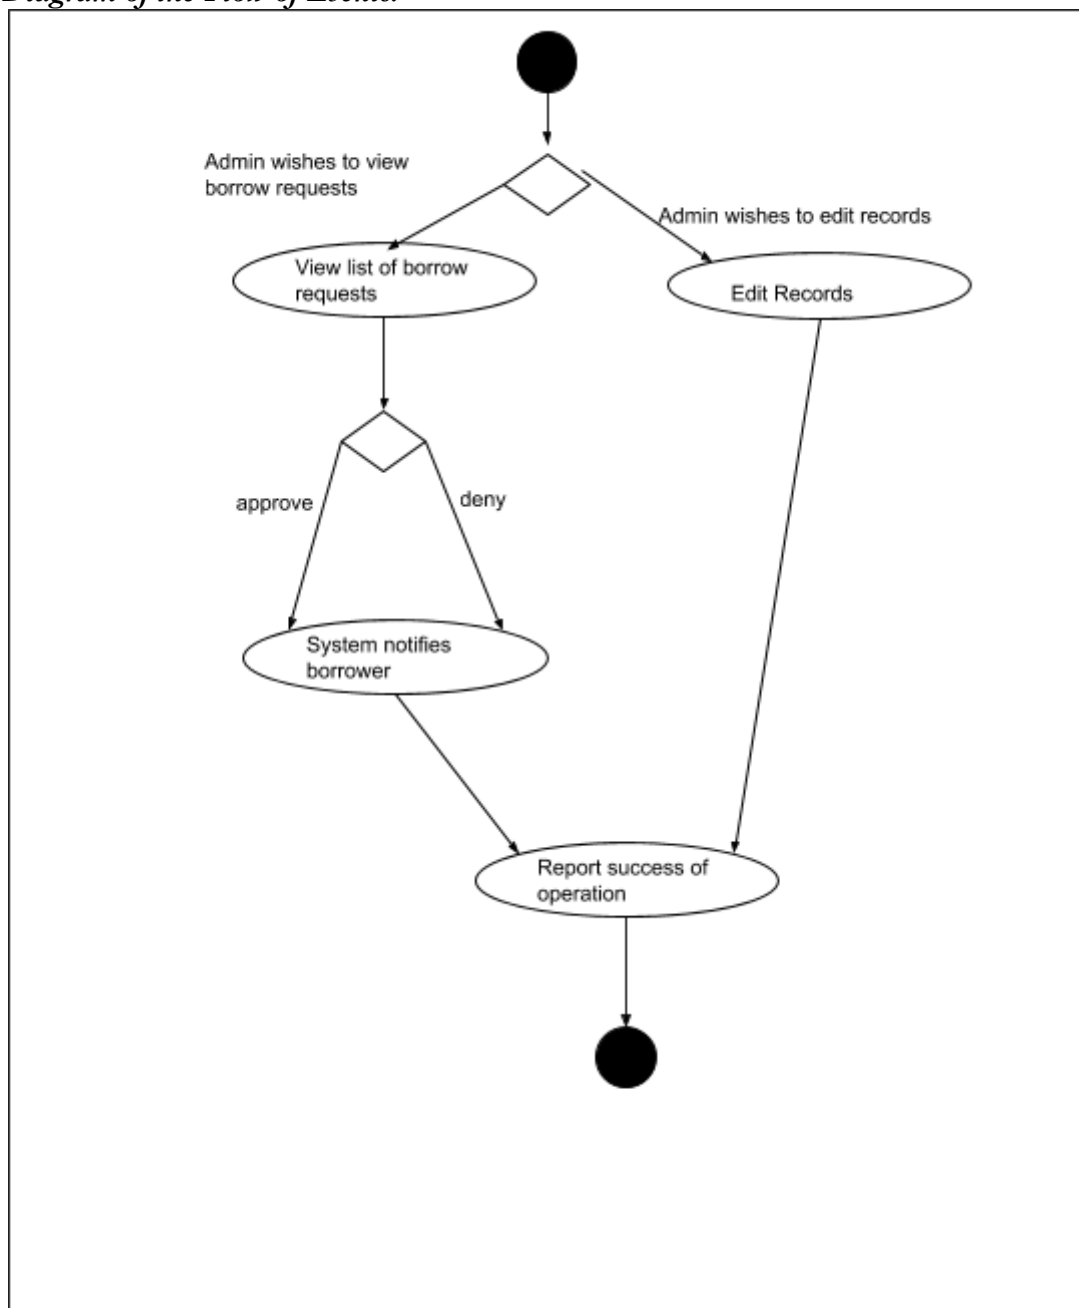 Diagram of the Flow of Events:
Admin wishes to view
borrow requests
Admin wishes to edit records
View list of borrow
requests
Edit Records
approve
deny
System notifies
borrower
Report success of
operation